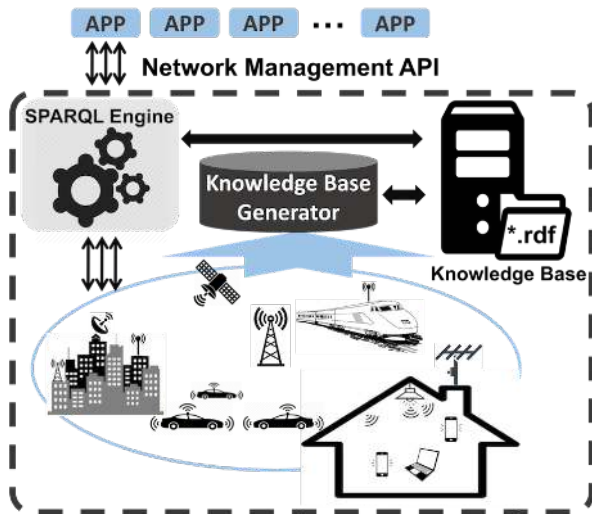 APP APP APP ... APP
Network Management API
SPARQL Engine
Knowledge Base
Generator
*.rdf
Knowledge Base